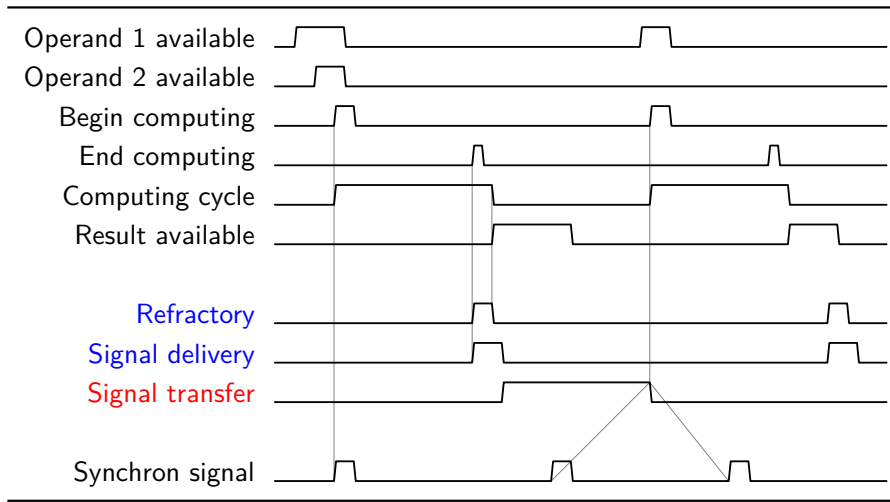 Operand 1 available
Operand 2 available
Begin computing
End computing
Computing cycle
Result available
Refractory
Signal delivery
Signal transfer
Synchron signal